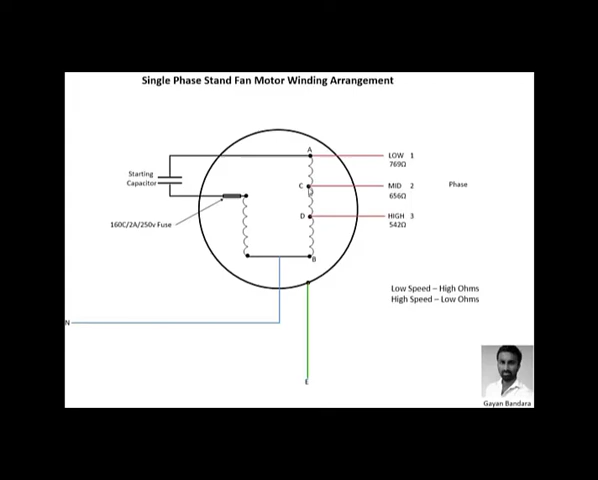 Single Phase Stand Fan Motor Winding Arrangement
A
LOW 1
769Ω
Starting
Capacitor
C
MID 2
656Ω
Phase
160C/2A/250v Fuse
D
HIGH 3
542Ω
B
Low Speed – High Ohms
High Speed – Low Ohms
N
E
Gayan Bandara